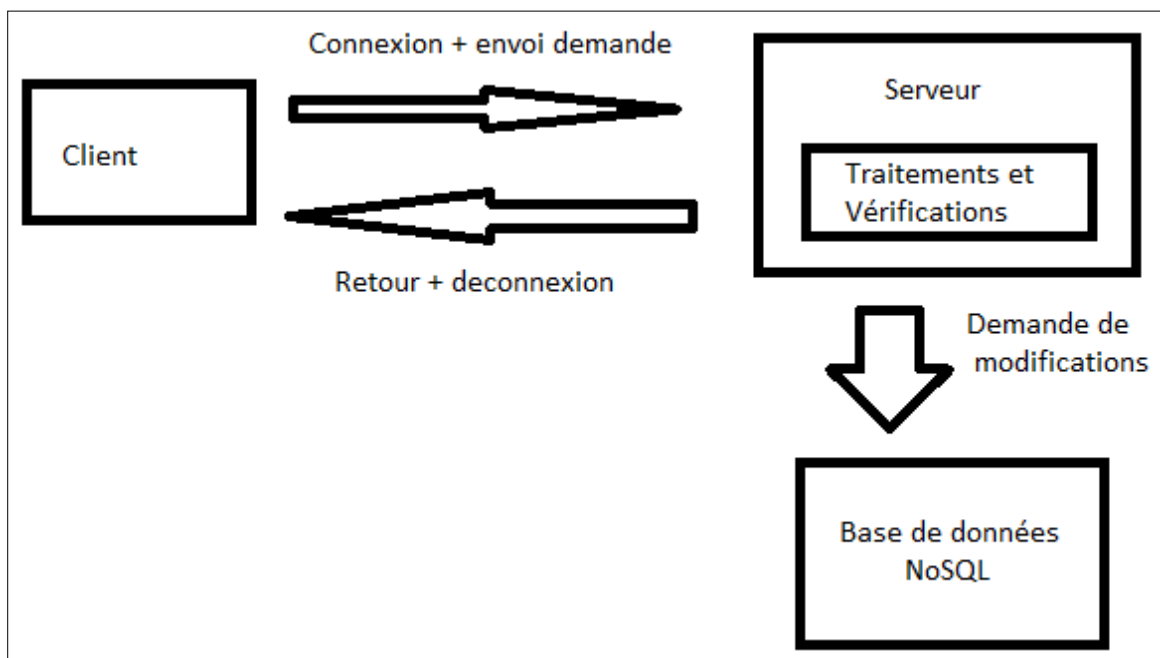 Connexion + envoi demande
Client
Serveur
Traitements et
Vérifications
Retour + deconnexion
Demande de
modifications
Base de données
NoSQL